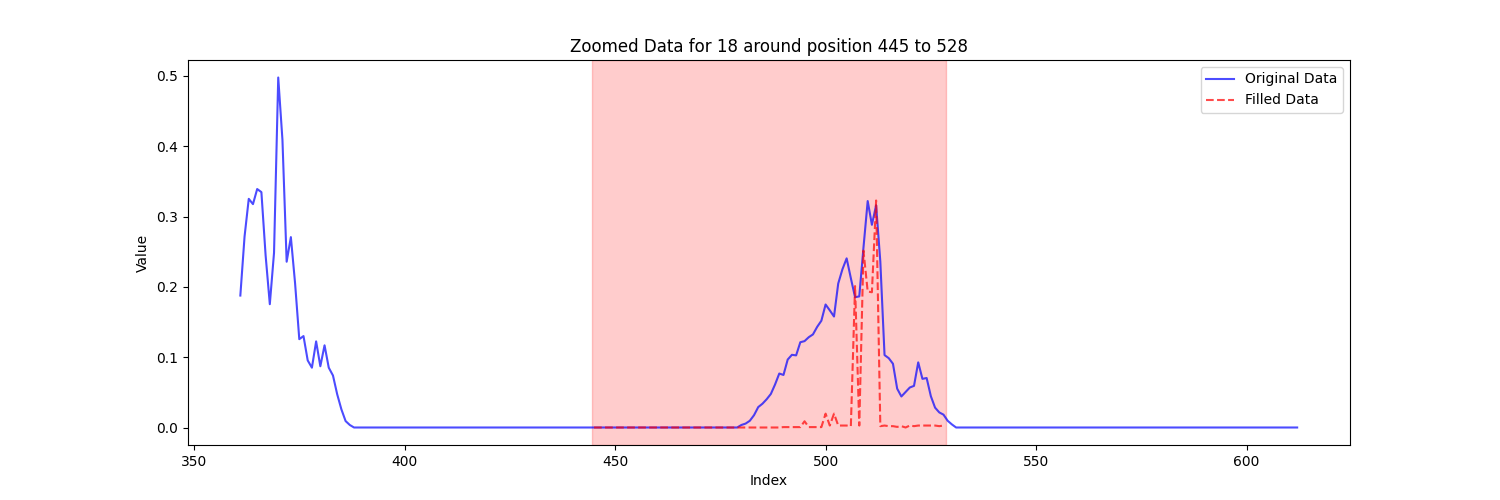 Zoomed Data for 18 around position 445 to 528
Original Data
Filled Data
0.5
0.4
0.3
0.2
0.1
0.0
Value
350 400 450 500 550 600
Index